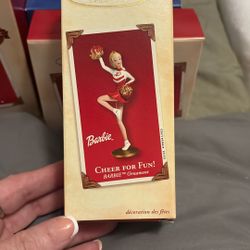 Barbie
CHEER FOR FUN!
BARBIE™ Ornament
décoration des fêtes